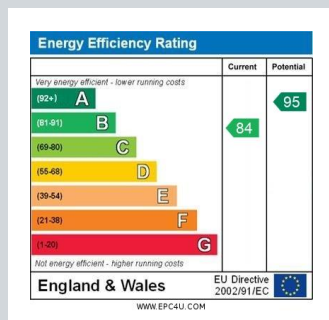 Energy Efficiency Rating
Current Potential
Very energy efficient - lower running costs
(92+) A 95
(81-91) B 84
(69-80) C
(55-68) D
(39-54) E
(21-38) F
(1-20) G
Not energy efficient - higher running costs
England & Wales
EU Directive
2002/91/EC
WWW.EPC4U.COM